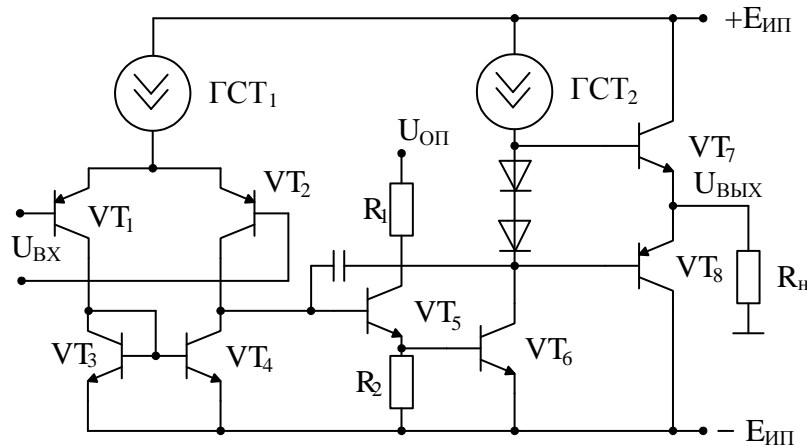 +EИП
ГСТ1
ГСТ2
UОП
VT7
VT2
UВЫХ
R1
VT1
UВХ
VT8
Rн
VT5
VT3
VT4
VT6
R2
− EИП